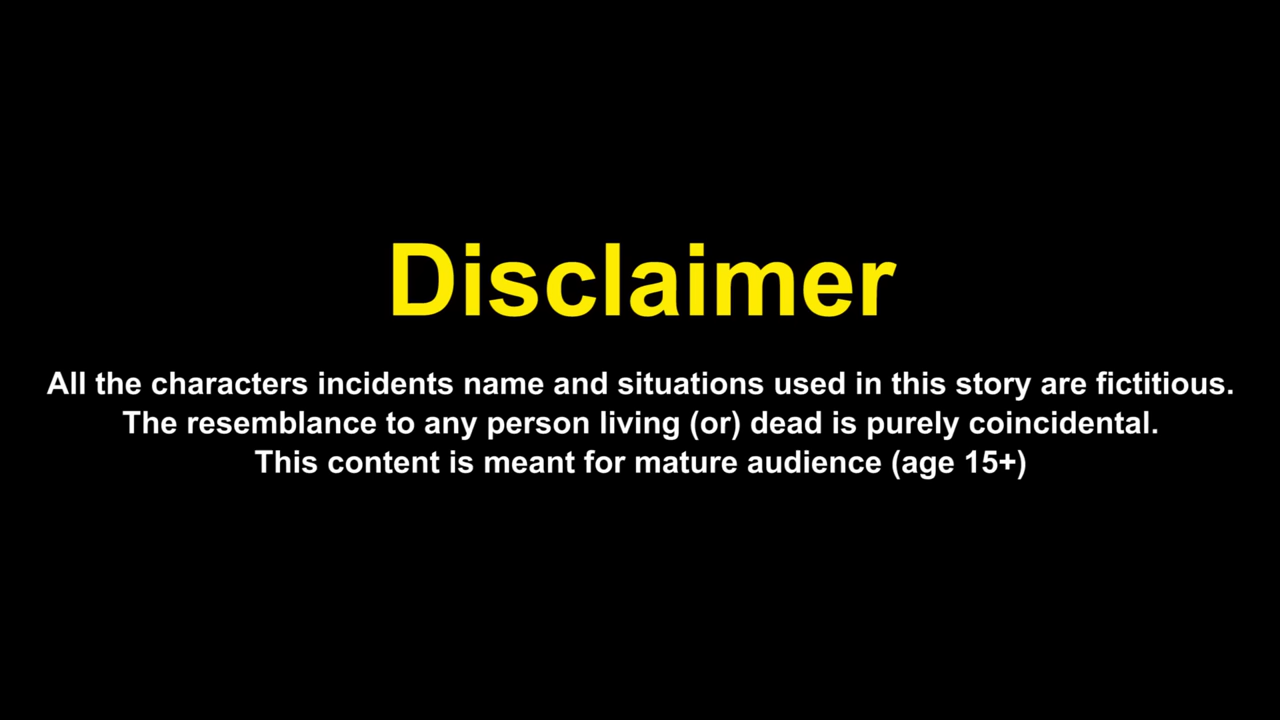 Disclaimer
All the characters incidents name and situations used in this story are fictitious.
The resemblance to any person living (or) dead is purely coincidental.
This content is meant for mature audience (age 15+)